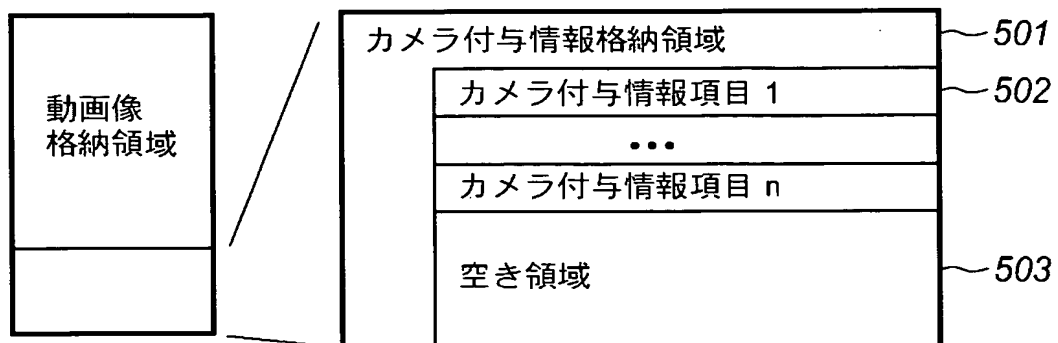 動画像
格納領域
カメラ付与情報格納領域
501
カメラ付与情報項目 1
502
•••
カメラ付与情報項目 n
空き領域
503